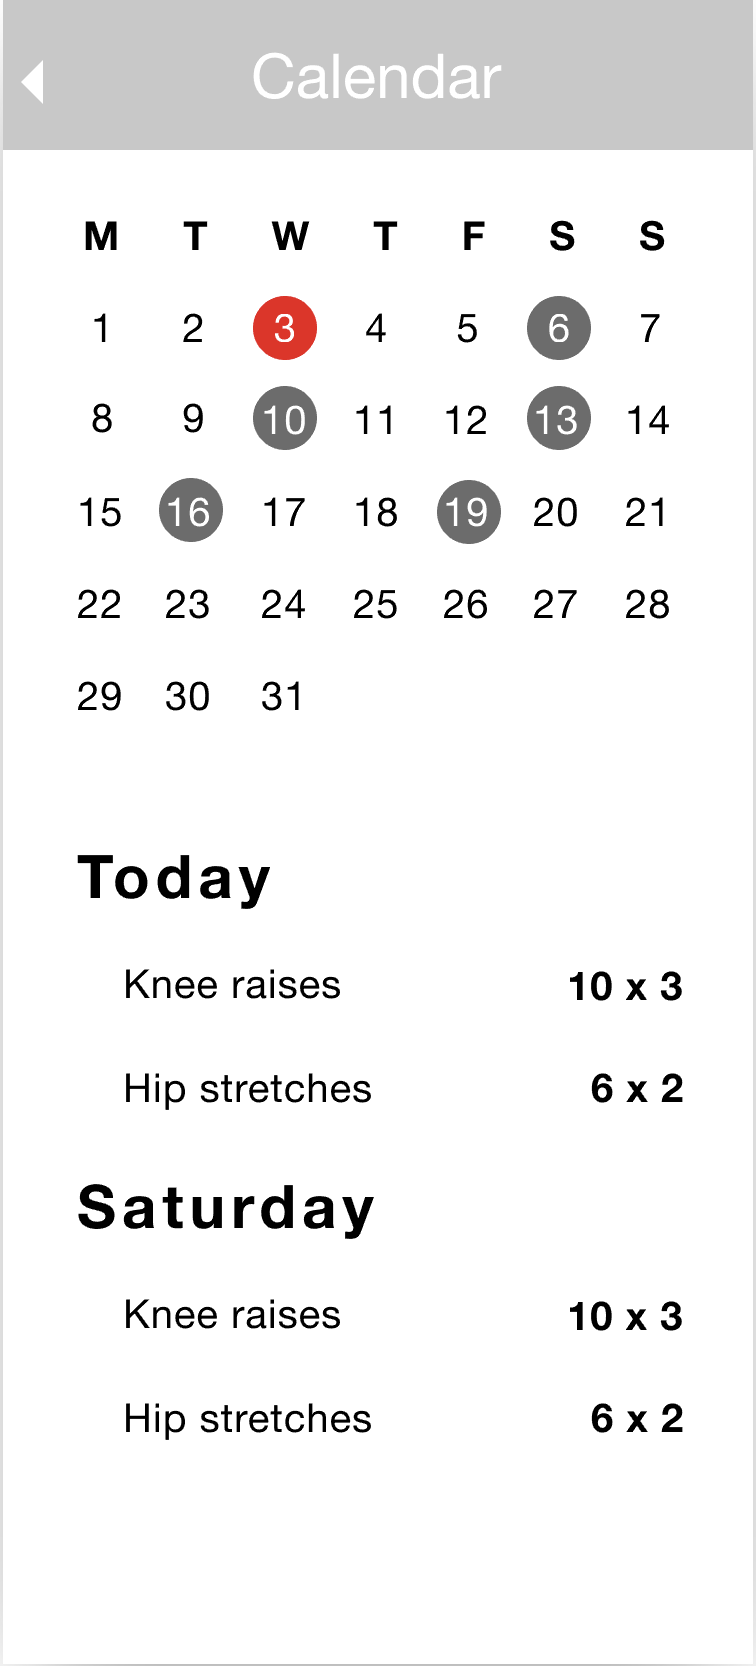 Calendar
M T W T F S S
1 2 3 4 5 6 7
8 9 10 11 12 13 14
15 16 17 18 19 20 21
22 23 24 25 26 27 28
29 30 31
Today
Knee raises 10 x 3
Hip stretches 6 x 2
Saturday
Knee raises 10 x 3
Hip stretches 6 x 2